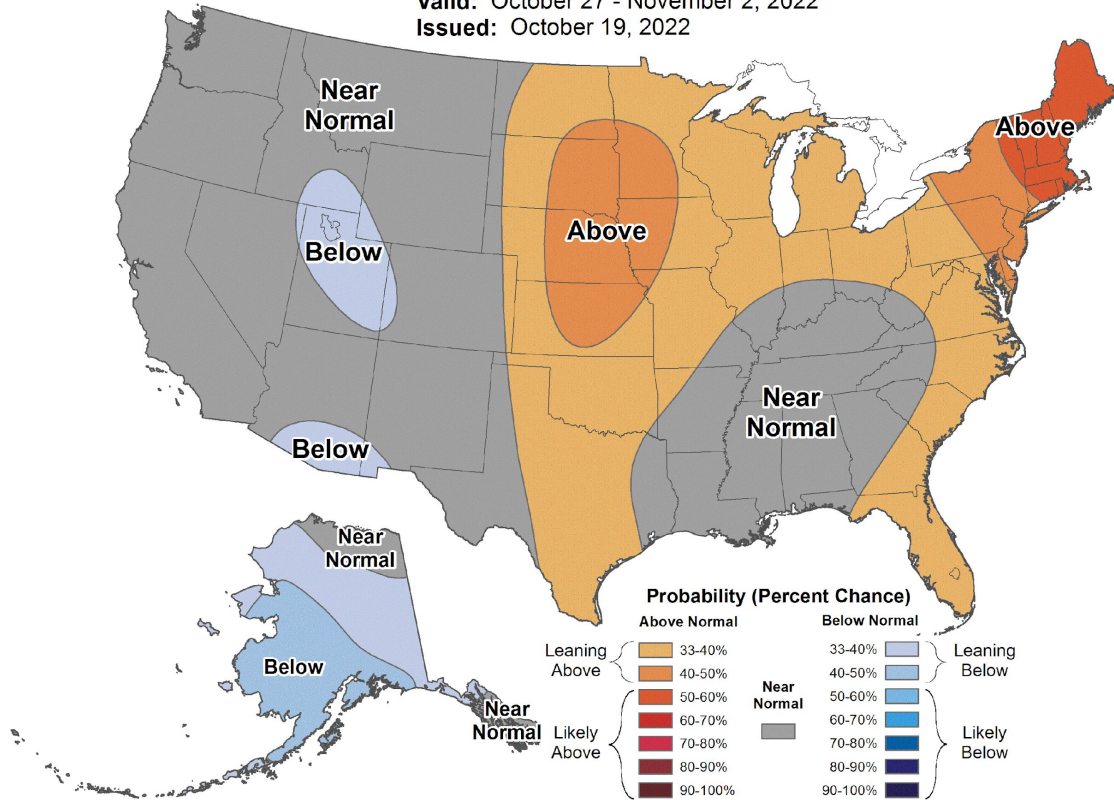 Valid: October 27 - November 2, 2022
Issued: October 19, 2022
Near
Normal
Above
Below
Above
Near
Normal
Below
Near
Normal
Below
Near
Normal
Probability (Percent Chance)
Above Normal
Below Normal
Leaning
Above
33-40%
40-50%
Likely
Above
50-60%
60-70%
70-80%
80-90%
90-100%
Near
Normal
33-40%
40-50%
Leaning
Below
50-60%
60-70%
70-80%
80-90%
90-100%
Likely
Below